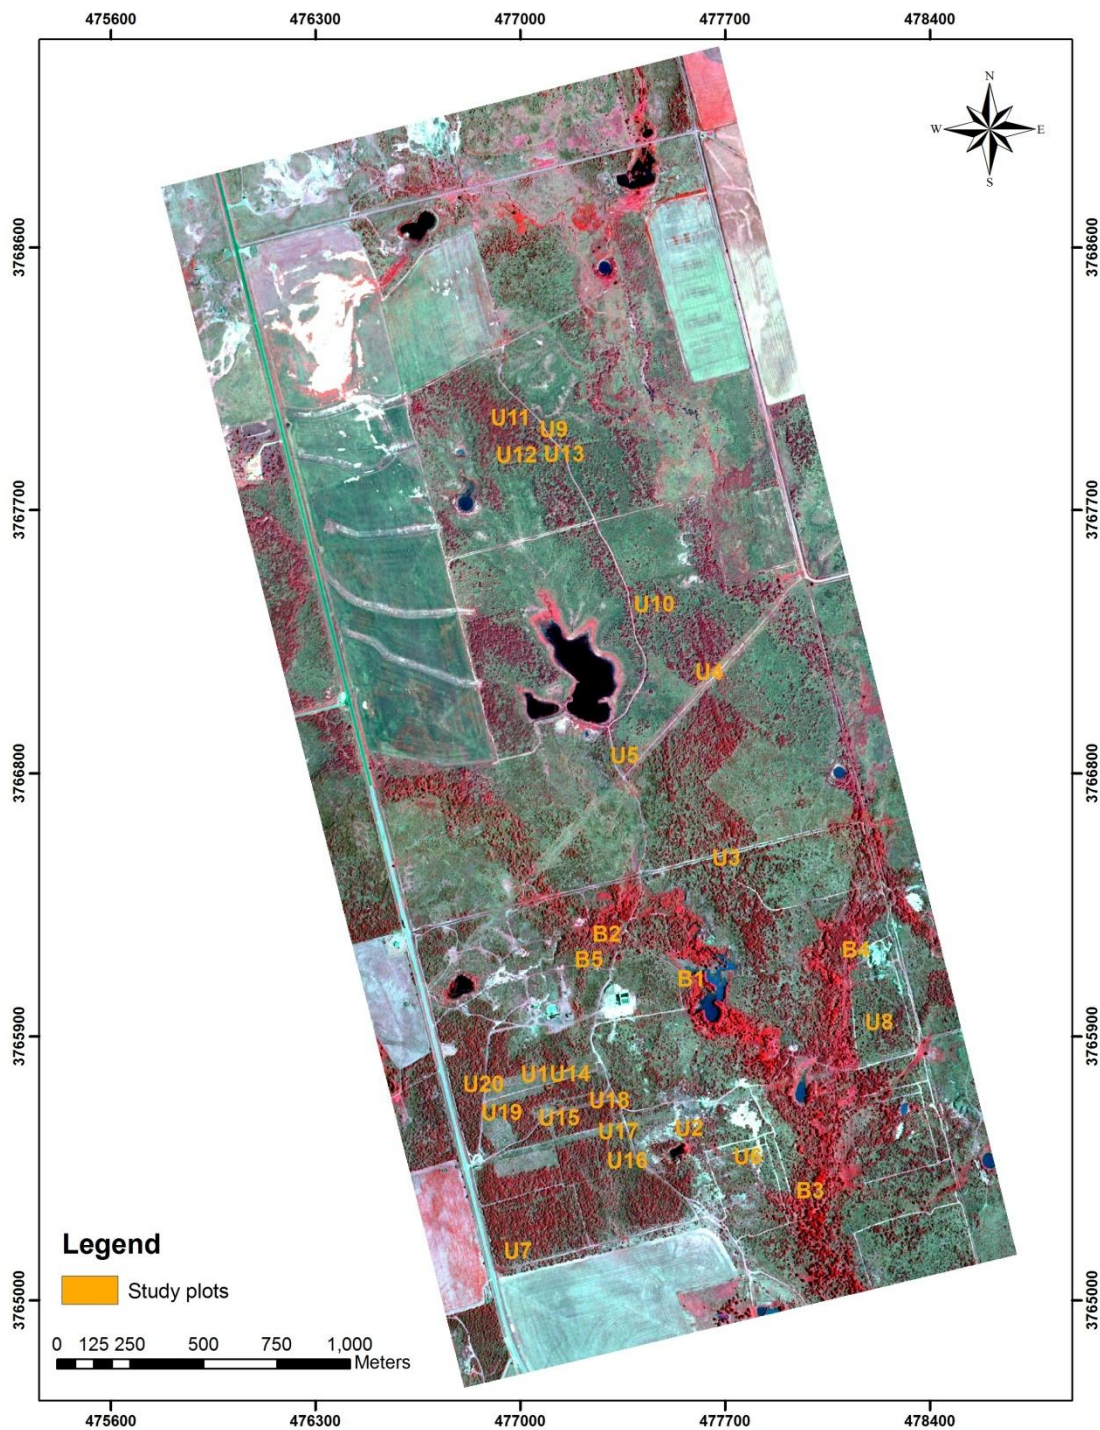 475600 476300 477000 477700 478400
N
W E
S
3768600 3768600
U11
U9
U12 U13
3767700 3767700
U10
U4
U5
3766800 3766800
U3
B2
B4
B5
B1
U8
3765900 3765900
U20 U1 U14
U18
U19 U15
U17 U2
U16 U6
B3
U7
Legend
Study plots
3765000 3765000
0 125 250 500 750 1,000
Meters
475600 476300 477000 477700 478400